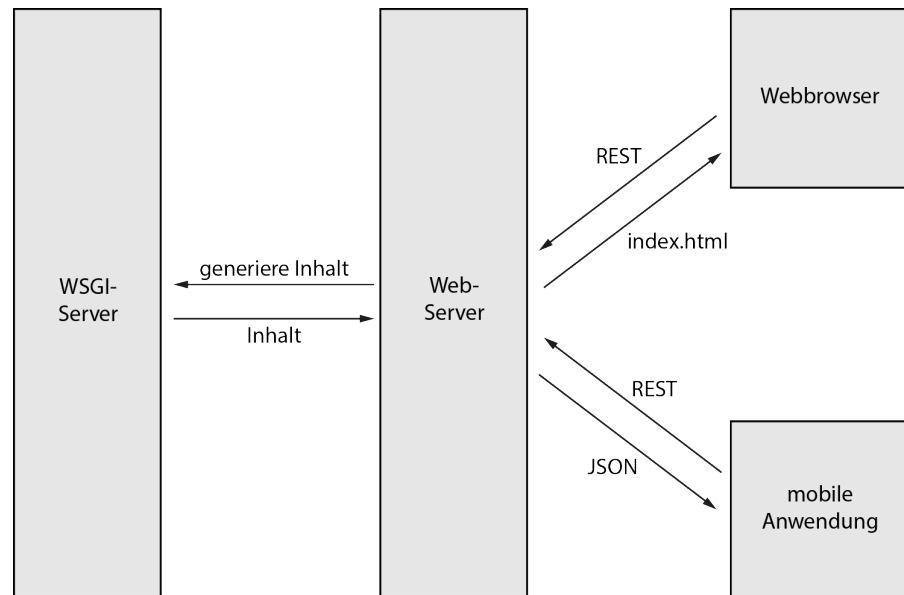 WSGI-
Server
generiere Inhalt
Inhalt
Web-
Server
REST
index.html
Webbrowser
REST
JSON
mobile
Anwendung